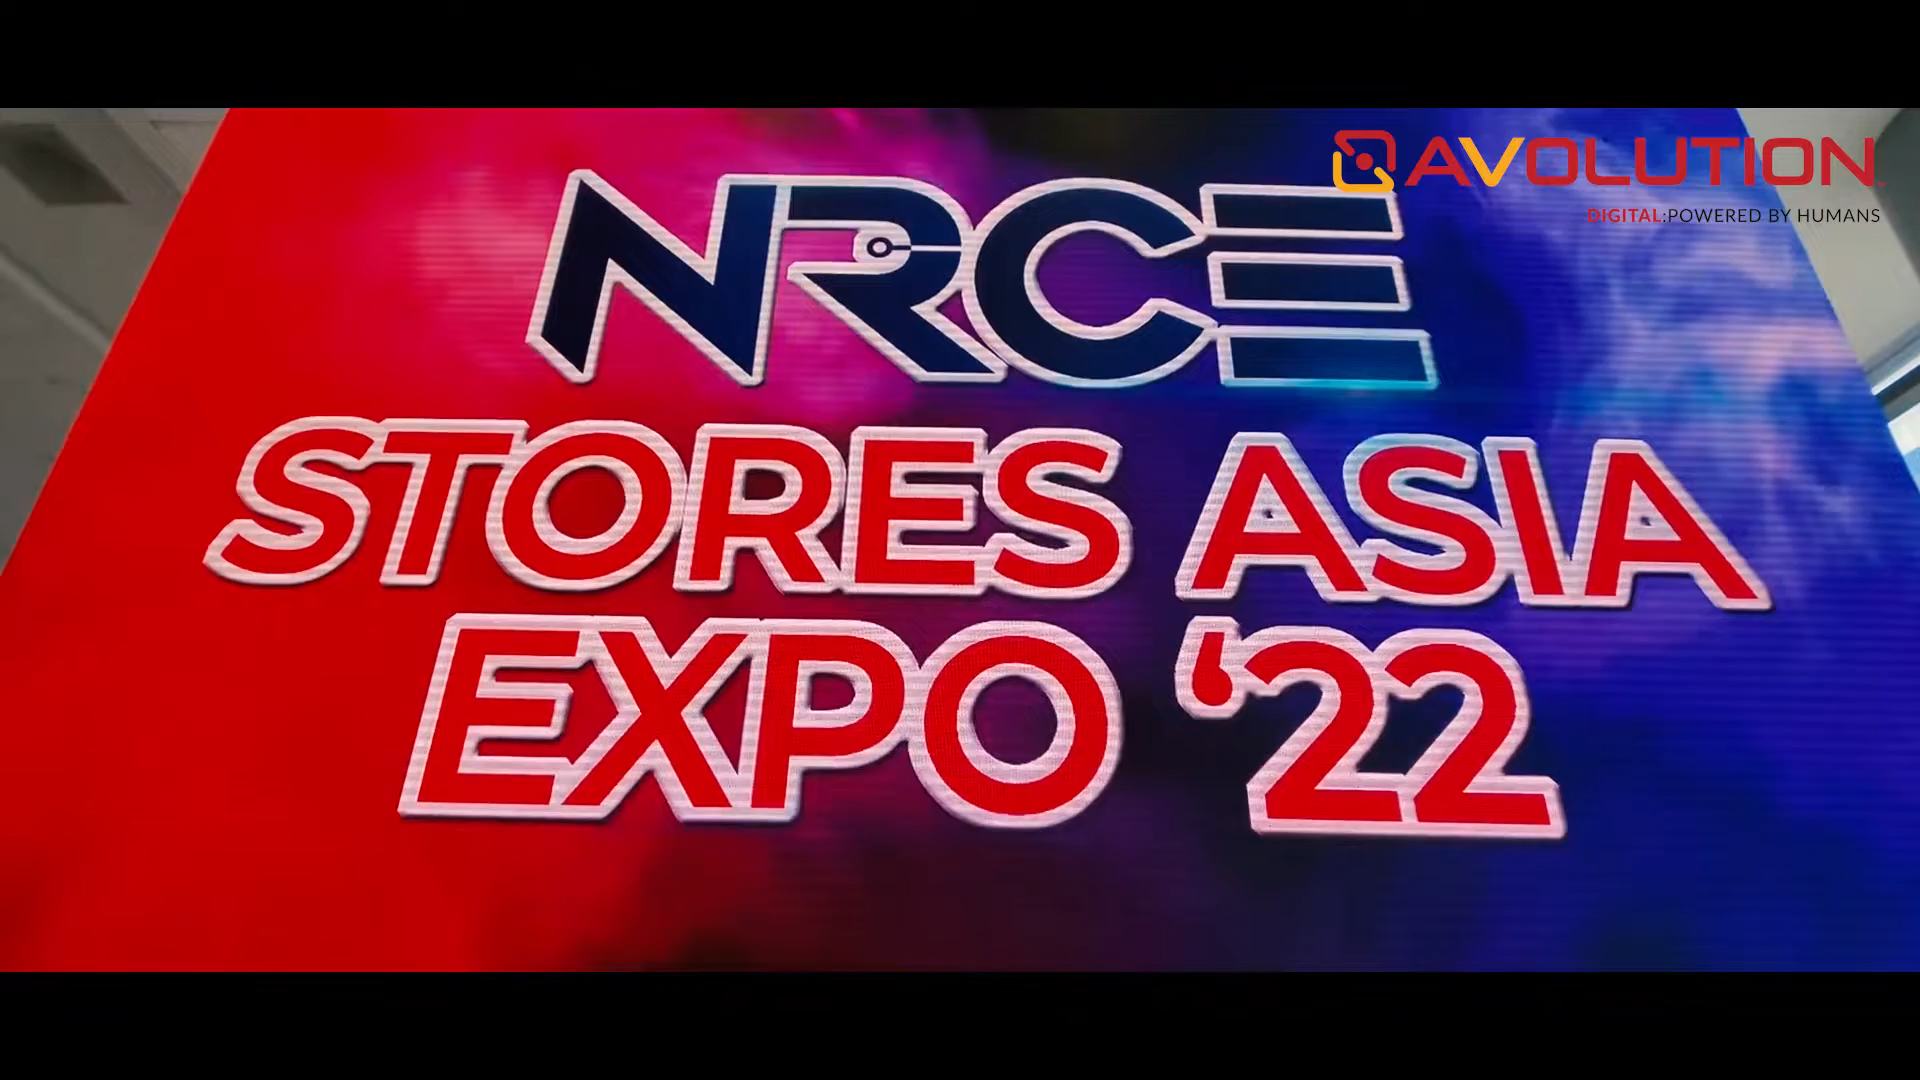 AVOLUTION
DIGITAL:POWERED BY HUMANS
NRCE
STORES ASIA
EXPO '22